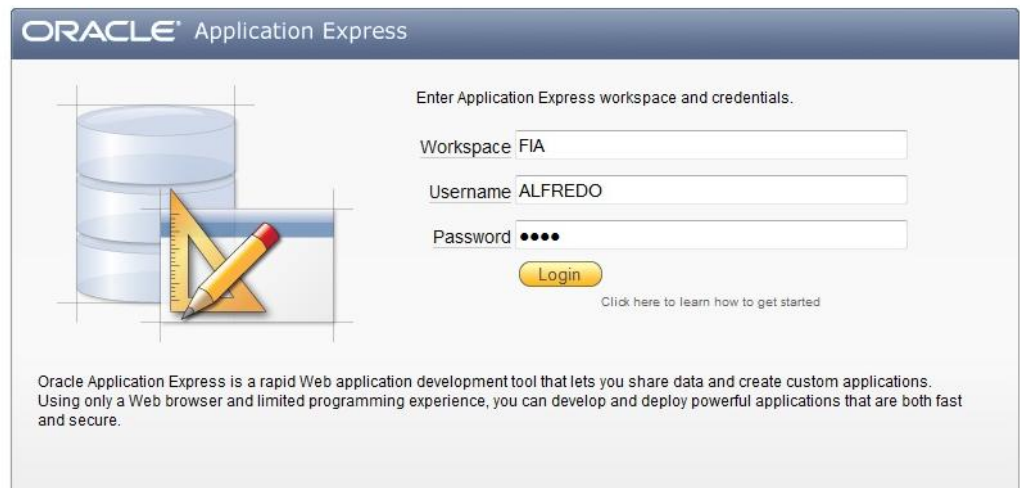 ORACLE® Application Express
Enter Application Express workspace and credentials.
Workspace FIA
Username ALFREDO
Password ••••
Login
Click here to learn how to get started
Oracle Application Express is a rapid Web application development tool that lets you share data and create custom applications.
Using only a Web browser and limited programming experience, you can develop and deploy powerful applications that are both fast
and secure.